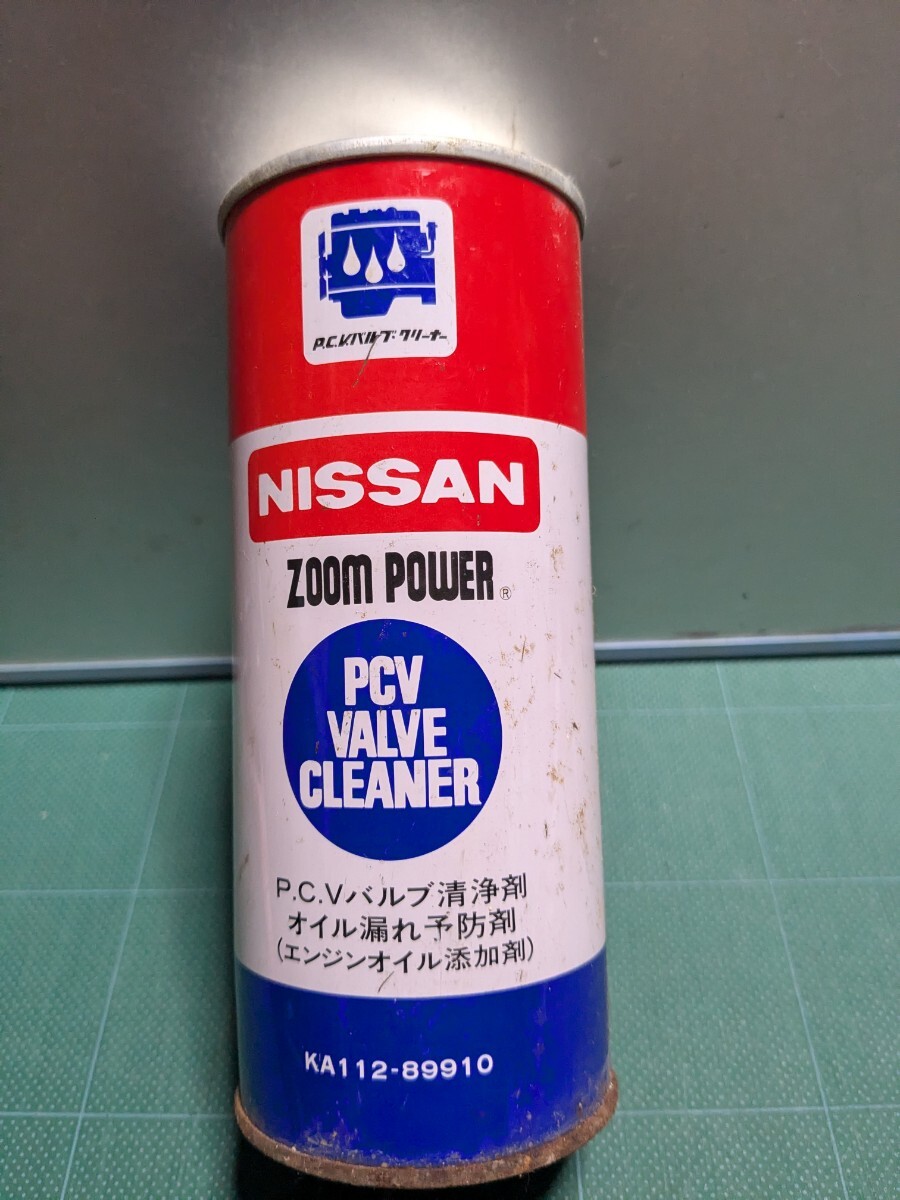 P.C.V.バルブ・クリーナー
NISSAN
ZOOM POWER®
PCV
VALVE
CLEANER
P.C.Vバルブ清浄剤
オイル漏れ予防剤
(エンジンオイル添加剤)
KA112-89910